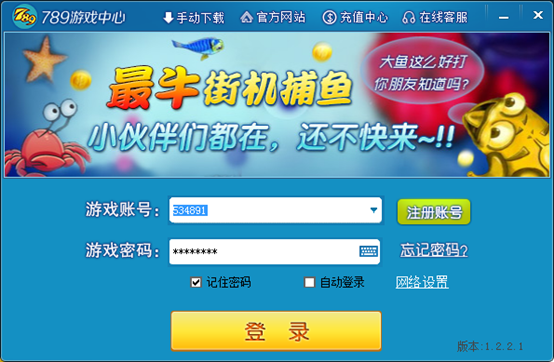 789游戏中心 手动下载 官方网站 充值中心 在线客服
最牛街机捕鱼
大鱼这么好打
你朋友知道吗?
小伙伴们都在，还不快来~!!
游戏账号: 534891 注册账号
游戏密码: ******** 忘记密码?
记住密码 自动登录 网络设置
登 录
版本:1.2.2.1